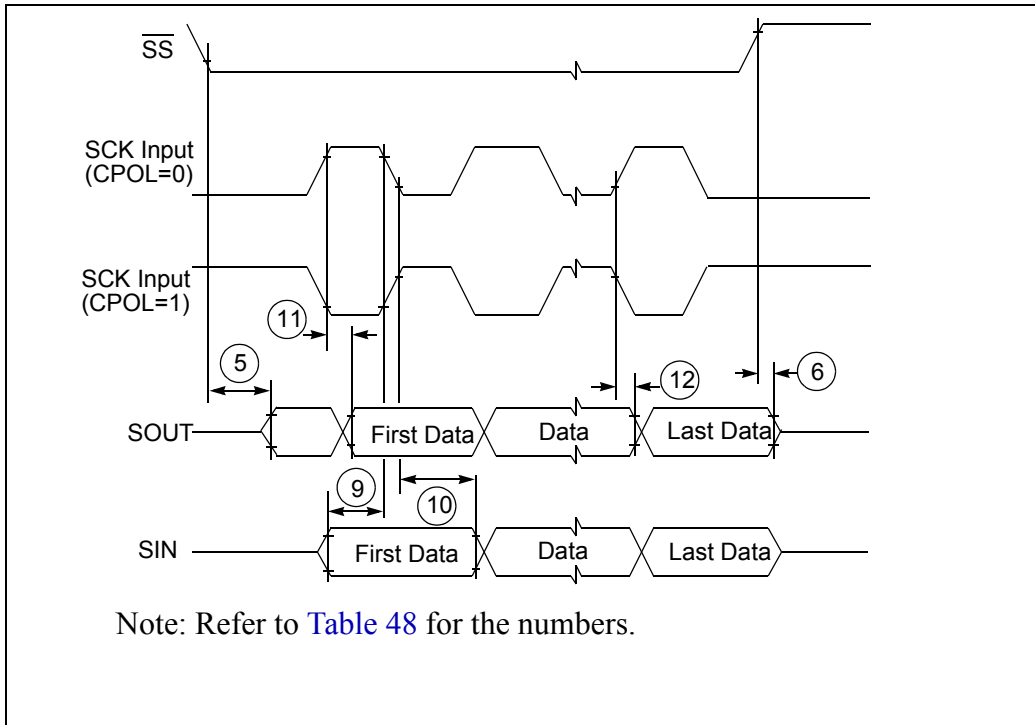 SS
SCK Input
(CPOL=0)
SCK Input
(CPOL=1)
11
5
12
6
SOUT
First Data
Data
Last Data
9
10
SIN
First Data
Data
Last Data
Note: Refer to Table 48 for the numbers.